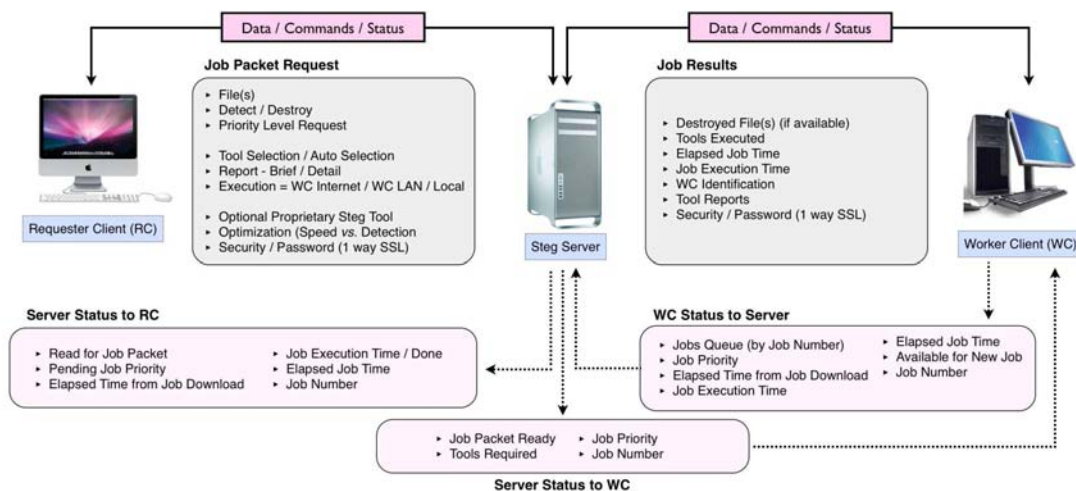 Data / Commands / Status
Data / Commands / Status
Job Packet Request
File(s)
Detect / Destroy
Priority Level Request
Tool Selection / Auto Selection
Report - Brief / Detail
Execution = WC Internet / WC LAN / Local
Optional Proprietary Steg Tool
Optimization (Speed vs. Detection
Security / Password (1 way SSL)
Job Results
Destroyed File(s) (if available)
Tools Executed
Elapsed Job Time
Job Execution Time
WC Identification
Tool Reports
Security / Password (1 way SSL)
Requester Client (RC)
Steg Server
Worker Client (WC)
Server Status to RC
Read for Job Packet
Pending Job Priority
Elapsed Time from Job Download
Job Execution Time / Done
Elapsed Job Time
Job Number
WC Status to Server
Jobs Queue (by Job Number)
Job Priority
Elapsed Time from Job Download
Job Execution Time
Elapsed Job Time
Available for New Job
Job Number
Job Packet Ready
Tools Required
Job Priority
Job Number
Server Status to WC